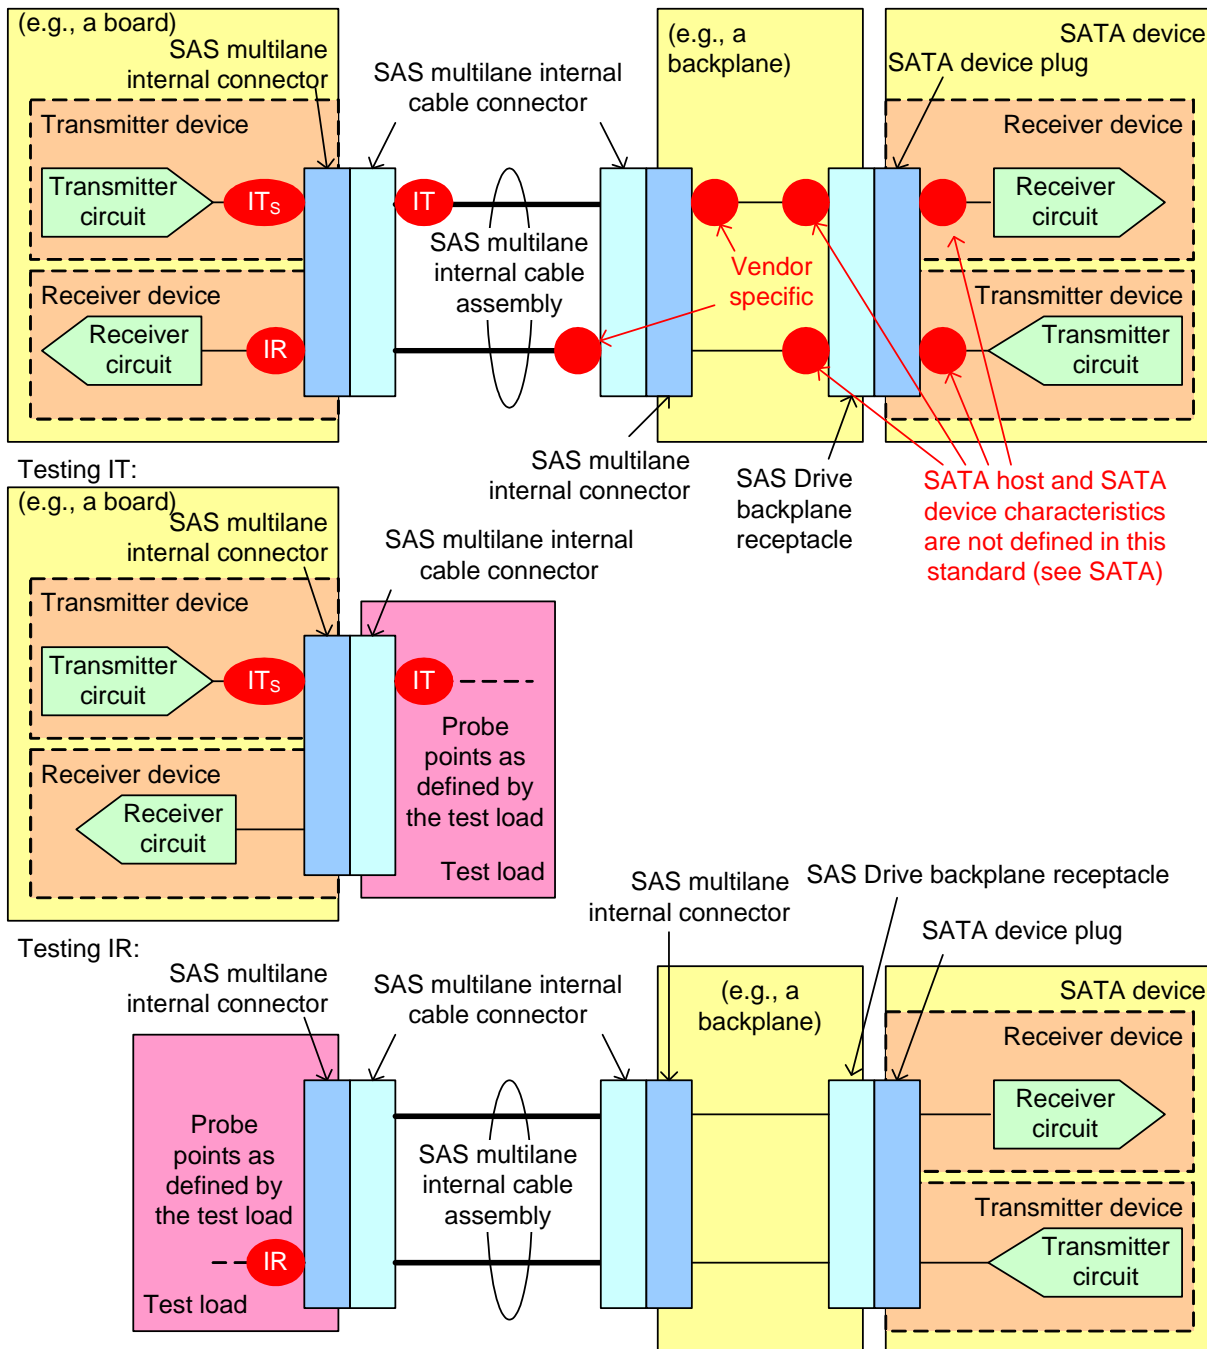 (e.g., a board)
SAS multilane
internal connector
SAS multilane internal
cable connector
(e.g., a
backplane)
SATA device
SATA device plug
Transmitter device
Transmitter
circuit
ITS
IT
Receiver device
Receiver
circuit
Receiver device
Receiver
circuit
IR
SAS multilane
internal cable
assembly
Vendor
specific
Transmitter device
Transmitter
circuit
SAS multilane
internal connector
SAS Drive
backplane
receptacle
SATA host and SATA
device characteristics
are not defined in this
standard (see SATA)
Testing IT:
(e.g., a board)
SAS multilane
internal connector
SAS multilane internal
cable connector
Transmitter device
Transmitter
circuit
ITS
IT
Probe
points as
defined by
the test load
Test load
Receiver device
Receiver
circuit
Testing IR:
SAS multilane
internal connector
SAS multilane internal
cable connector
SAS multilane
internal connector
SAS Drive backplane receptacle
SATA device plug
(e.g., a
backplane)
SATA device
Receiver device
Receiver
circuit
Probe
points as
defined by
the test load
IR
Test load
SAS multilane
internal cable
assembly
Transmitter device
Transmitter
circuit